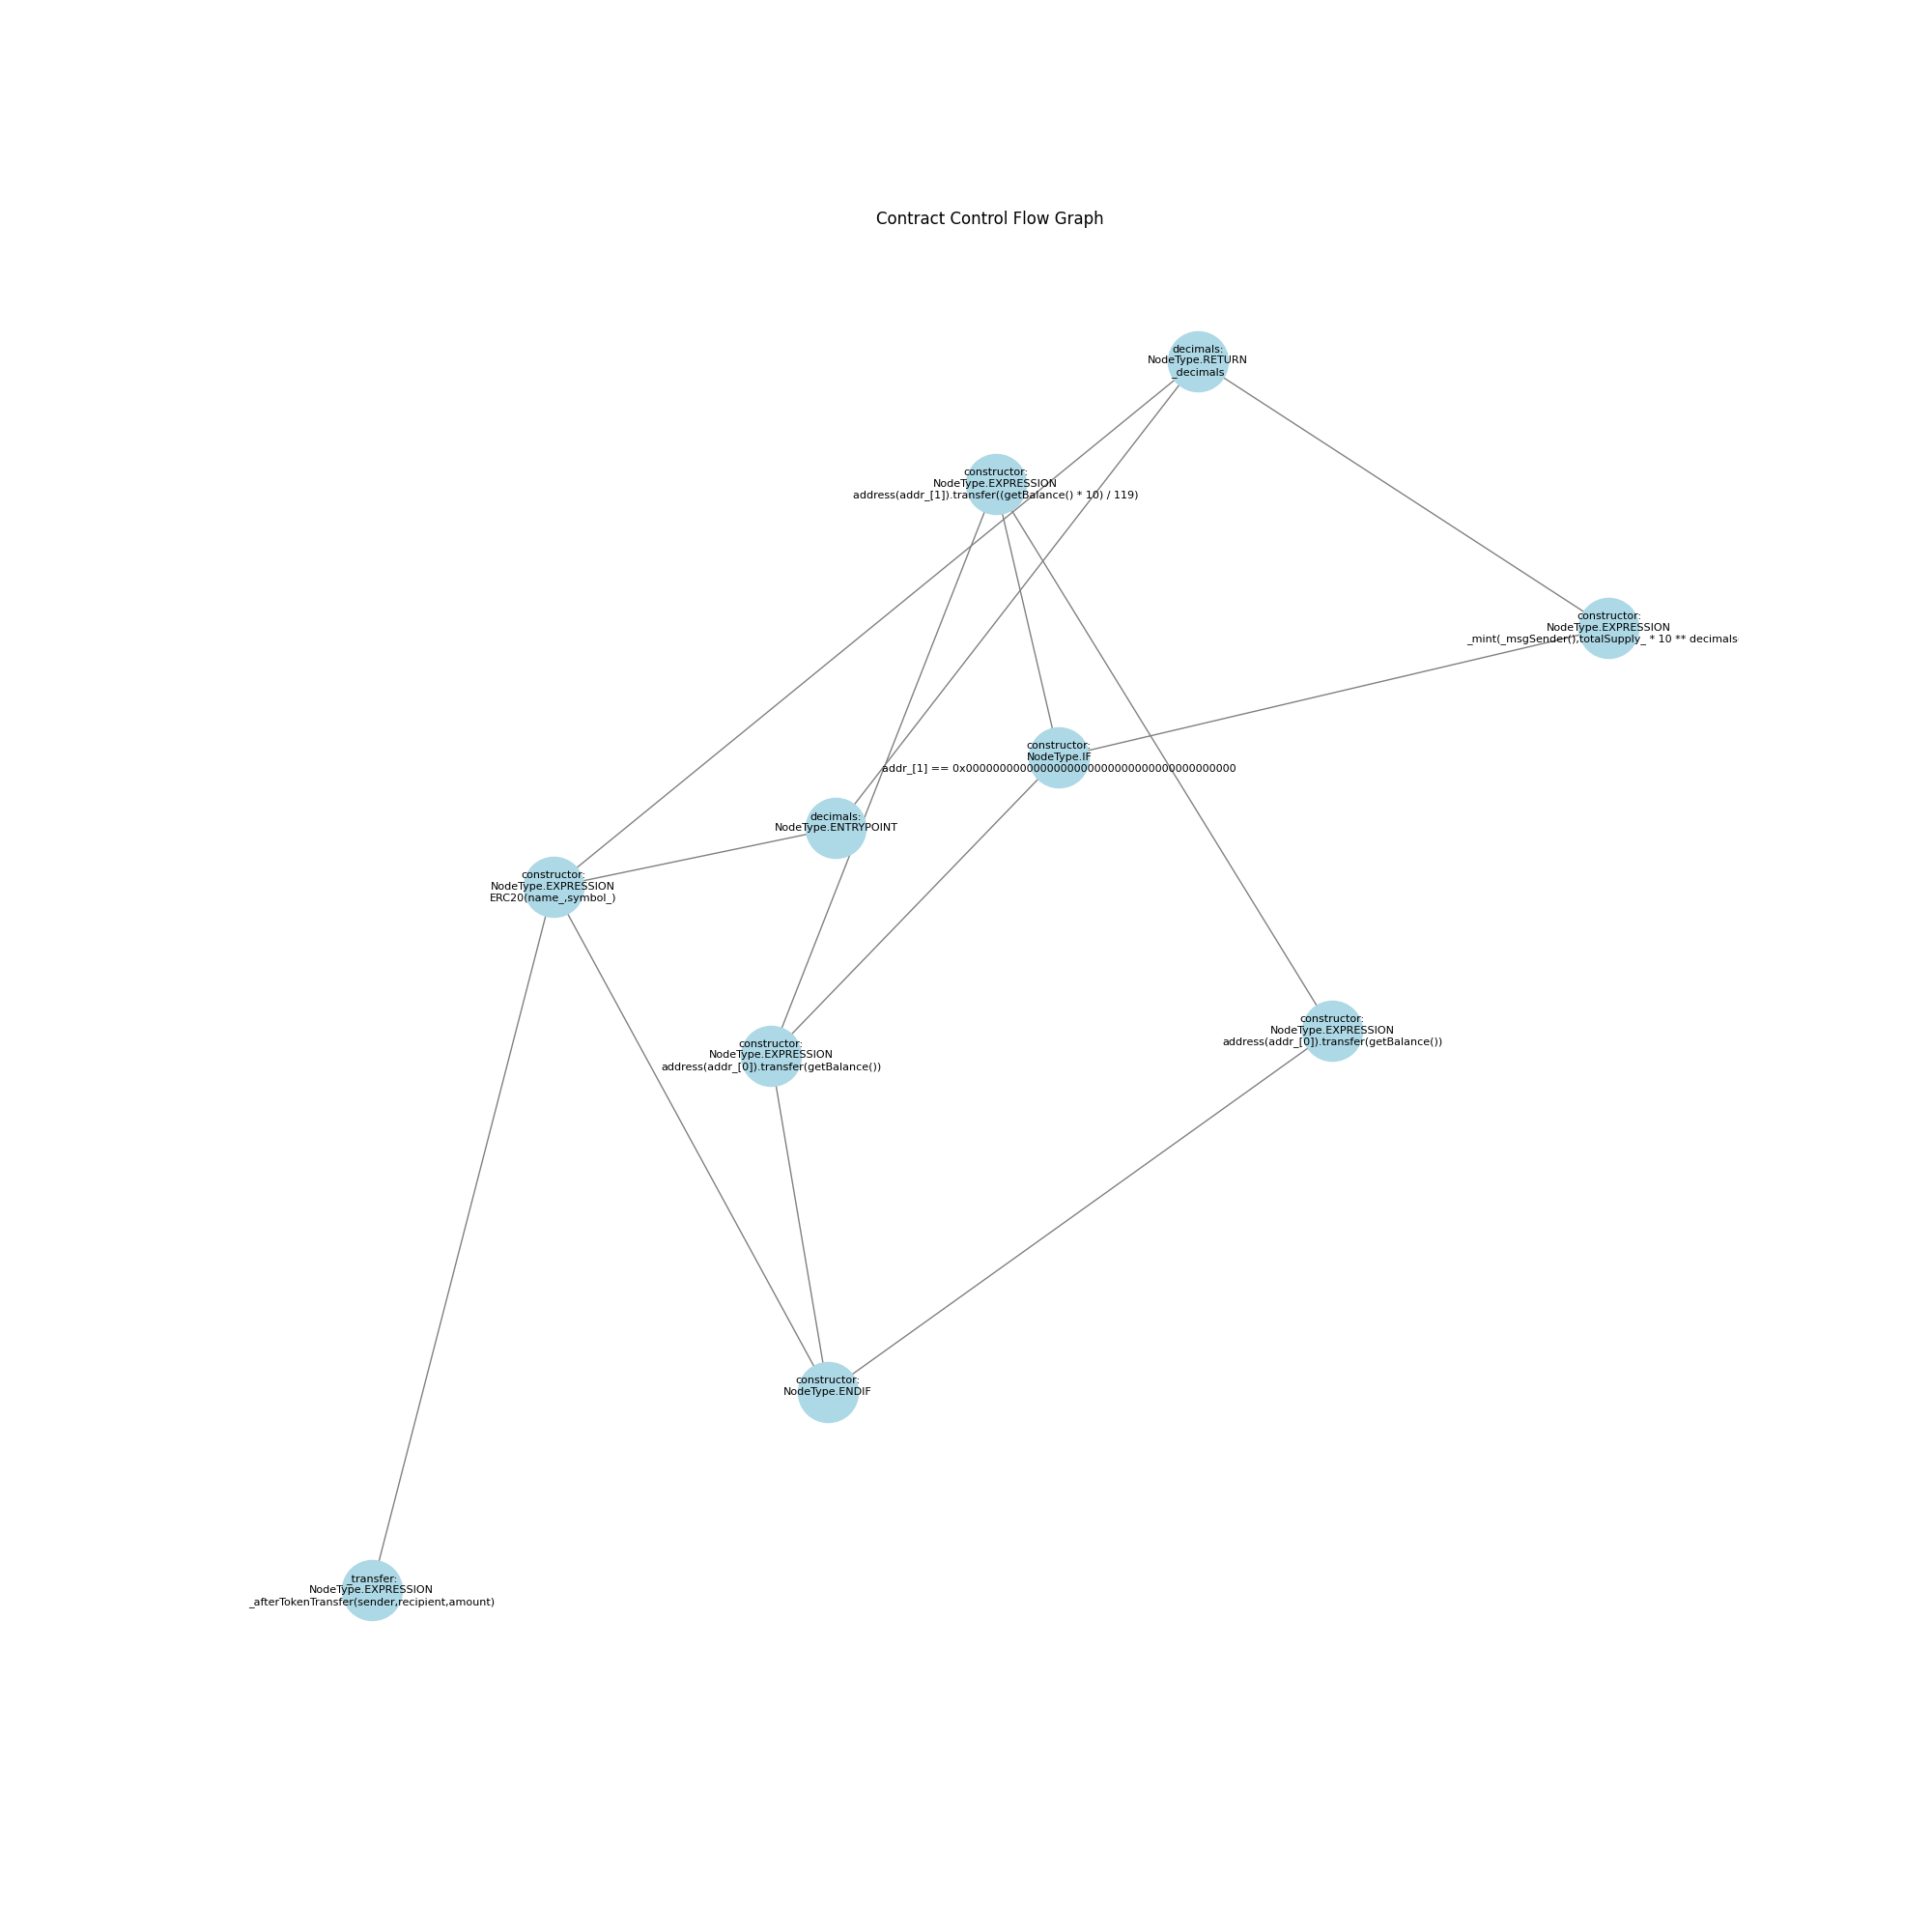 Contract Control Flow Graph
decimals:
NodeType.RETURN
_decimals
constructor:
NodeType.EXPRESSION
address(addr_[1]).transfer((getBalance() * 10) / 119)
constructor:
NodeType.EXPRESSION
_mint(_msgSender(),totalSupply_ * 10 ** decimals
constructor:
NodeType.IF
addr_[1] == 0x0000000000000000000000000000000000000000
decimals:
NodeType.ENTRYPOINT
constructor:
NodeType.EXPRESSION
ERC20(name_,symbol_)
constructor:
NodeType.EXPRESSION
address(addr_[0]).transfer(getBalance())
constructor:
NodeType.EXPRESSION
address(addr_[0]).transfer(getBalance())
constructor:
NodeType.ENDIF
_transfer:
NodeType.EXPRESSION
_afterTokenTransfer(sender,recipient,amount)